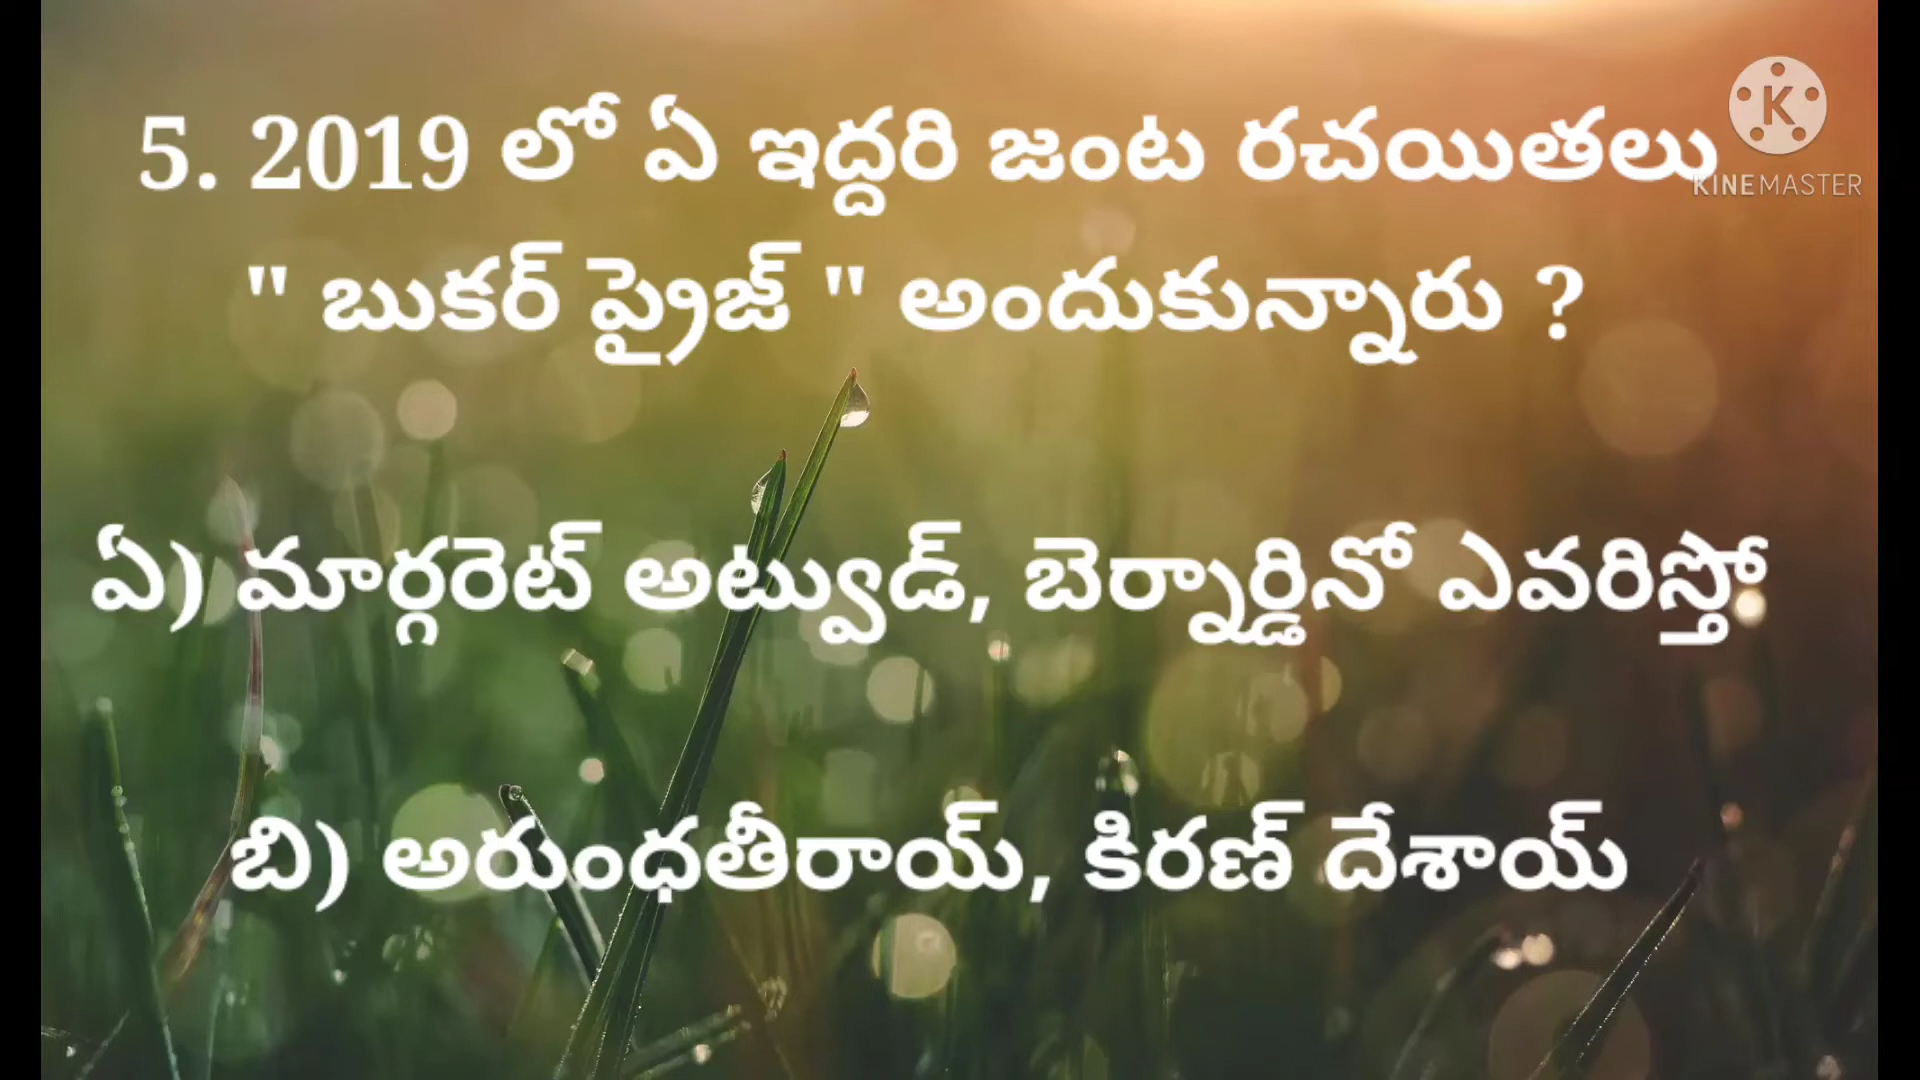 5. 2019 లో ఏ ఇద్దరి జంట రచయితలు
" బుకర్ ప్రైజ్ " అందుకున్నారు ?
ఏ) మార్గరెట్ అట్వుడ్, బెర్నార్డినో ఎవరిస్తో
బి) అరుంధతీరాయ్, కిరణ్ దేశాయ్
K
KINEMASTER